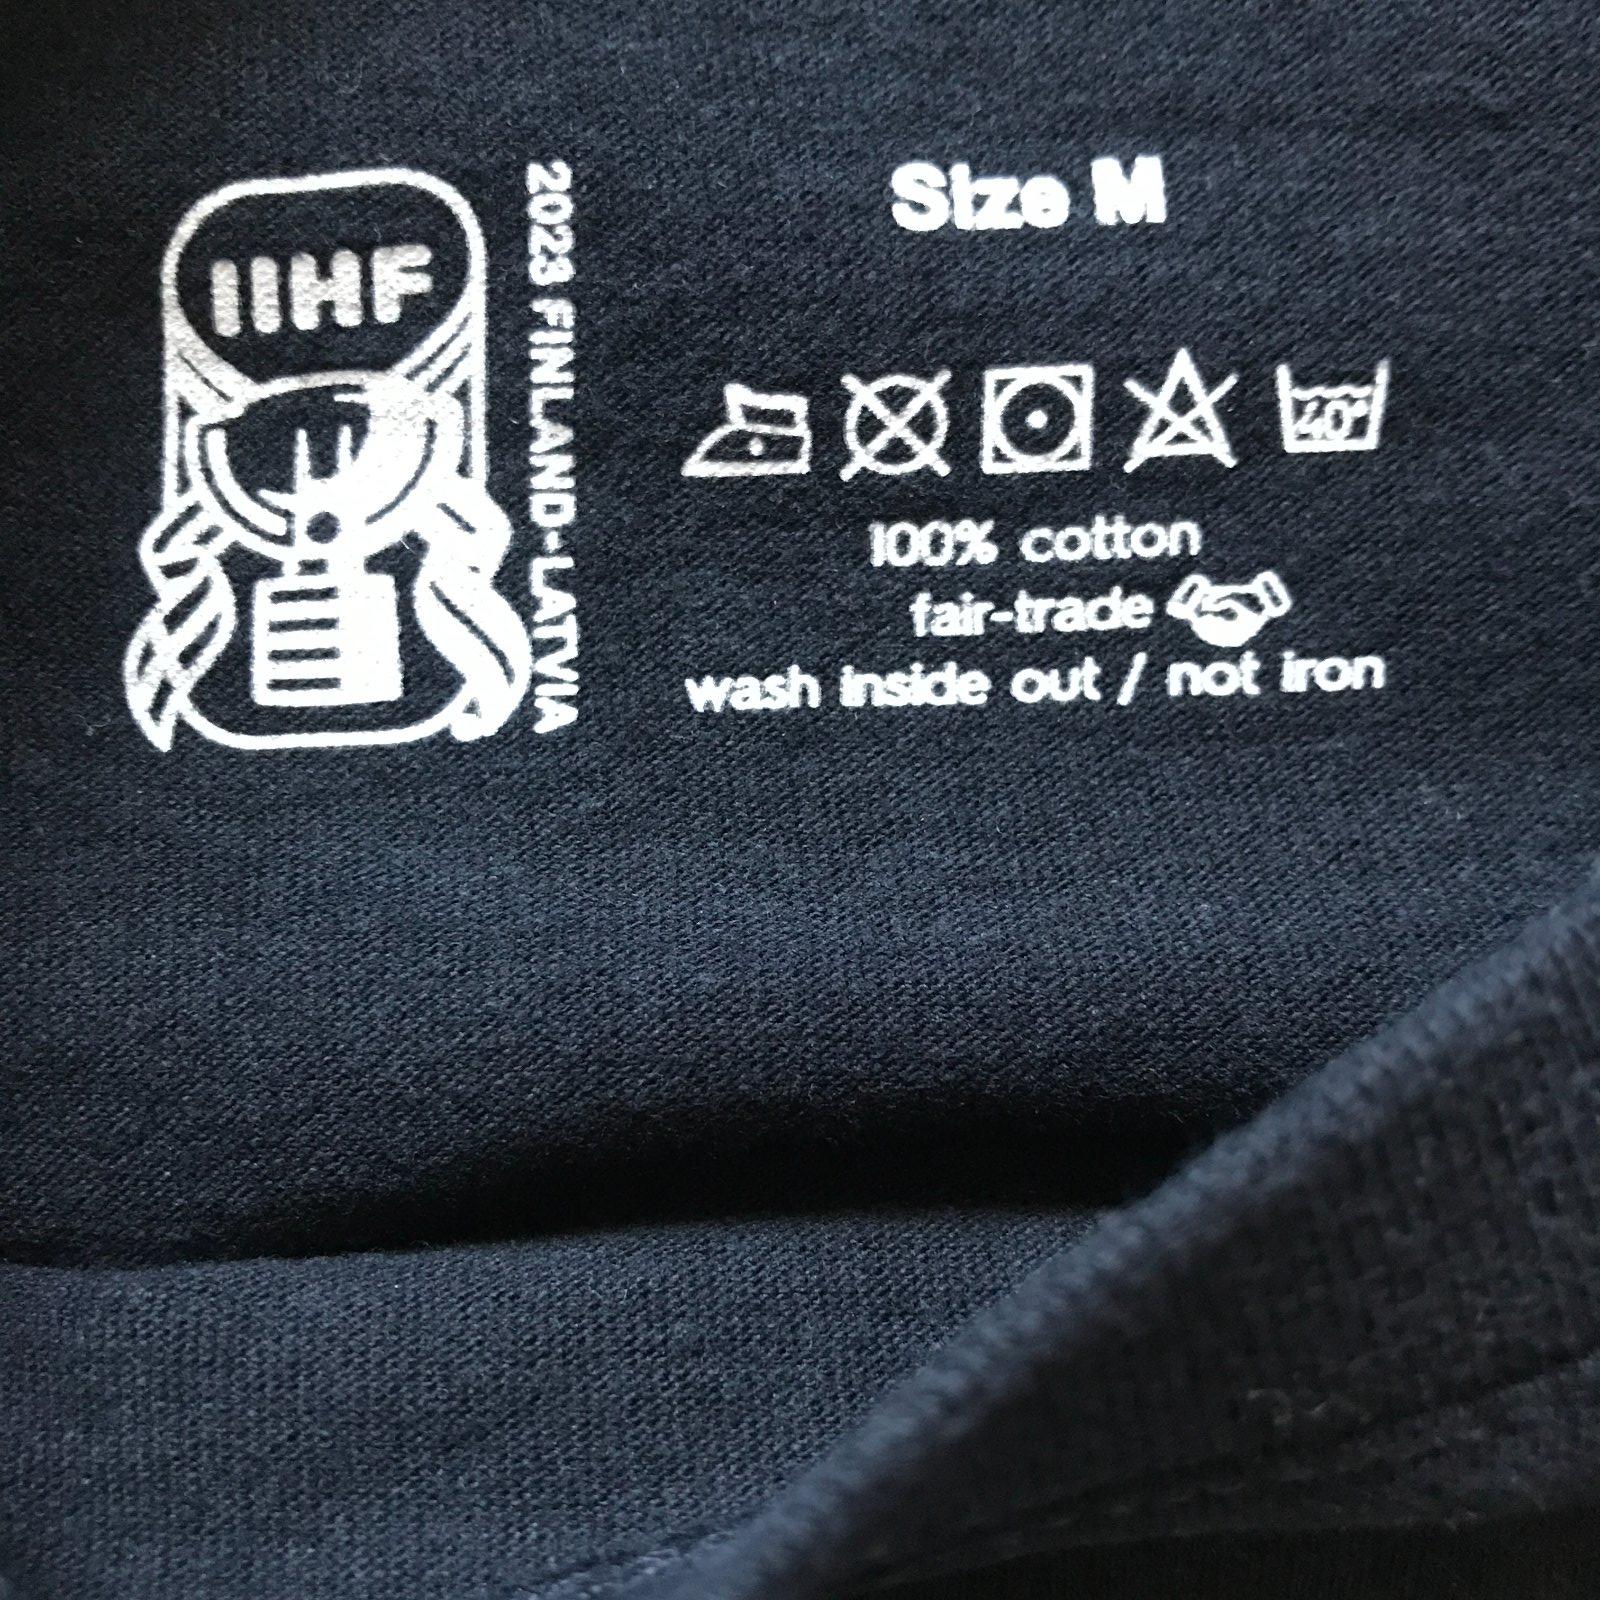 IIHF
2023 FINLAND-LATVIA
Size M
40°
100% cotton
fair-trade
wash inside out / not iron